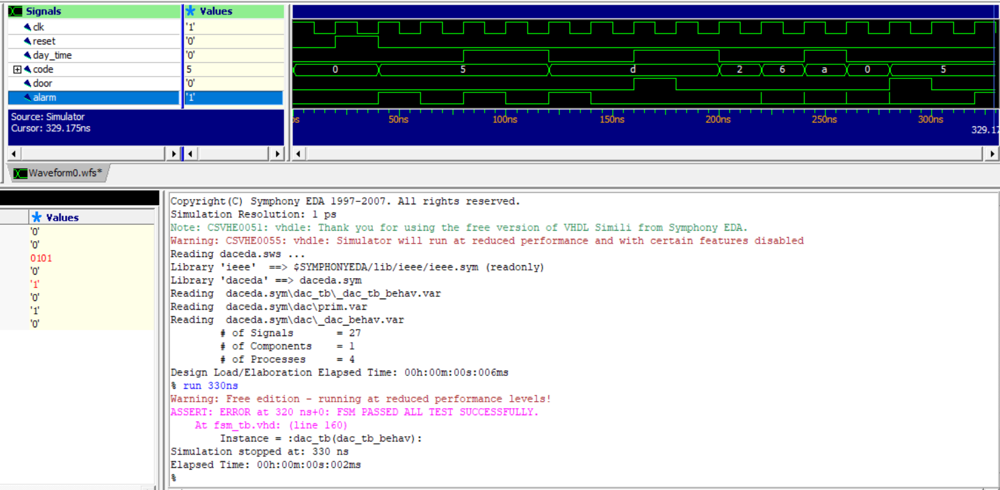 Signals Values
clk '1'
reset '0'
day_time '0'
code 5 0 5 d 2 6 a 0 5
door '0'
alarm '1'
Source: Simulator
Cursor: 329.175ns
50ns 100ns 150ns 200ns 250ns 300ns
Waveform0.wfs*
Values
'0'
'0'
0101
'0'
'1'
'0'
'1'
'0'
Copyright(C) Symphony EDA 1997-2007. All rights reserved.
Simulation Resolution: 1 ps
Note: CSVHE0051: vhdle: Thank you for using the free version of VHDL Simili from Symphony EDA.
Warning: CSVHE0055: vhdle: Simulator will run at reduced performance and with certain features disabled
Reading daceda.sws ...
Library 'ieee' ==> $SYMPHONYEDA/lib/ieee/ieee.sym (readonly)
Library 'daceda' ==> daceda.sym
Reading daceda.sym\dac_tb\_dac_tb_behav.var
Reading daceda.sym\dac\prim.var
Reading daceda.sym\dac\_dac_behav.var
# of Signals = 27
# of Components = 1
# of Processes = 4
Design Load/Elaboration Elapsed Time: 00h:00m:00s:006ms
% run 330ns
Warning: Free edition - running at reduced performance levels!
ASSERT: ERROR at 320 ns+0: FSM PASSED ALL TEST SUCCESSFULLY.
At fsm_tb.vhd: (line 160)
Instance = :dac_tb(dac_tb_behav):
Simulation stopped at: 330 ns
Elapsed Time: 00h:00m:00s:002ms
%